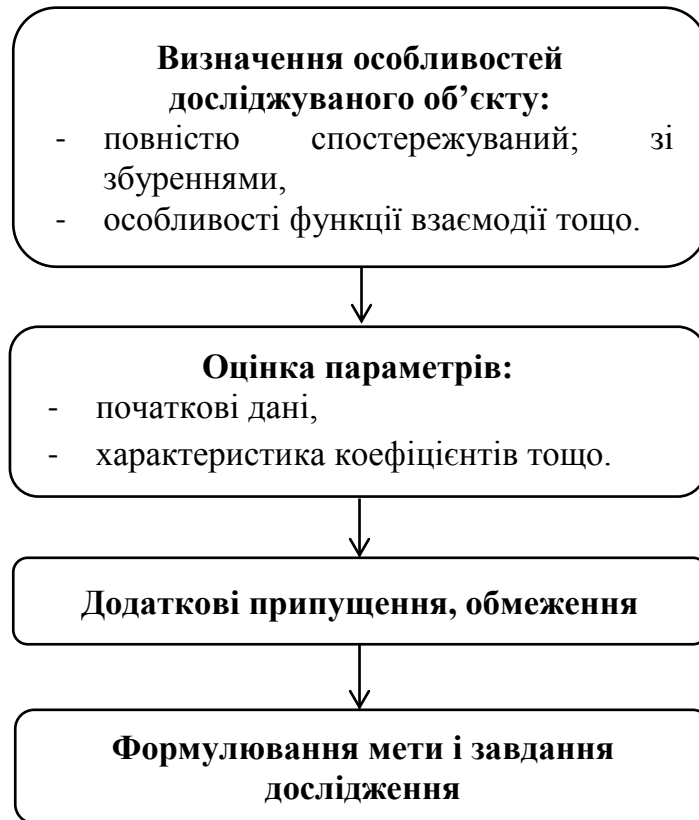 Визначення особливостей
досліджуваного об’єкту:
- повністю спостережуваний; зі
збуреннями,
- особливості функції взаємодії тощо.
Оцінка параметрів:
- початкові дані,
- характеристика коефіцієнтів тощо.
Додаткові припущення, обмеження
Формулювання мети і завдання
дослідження